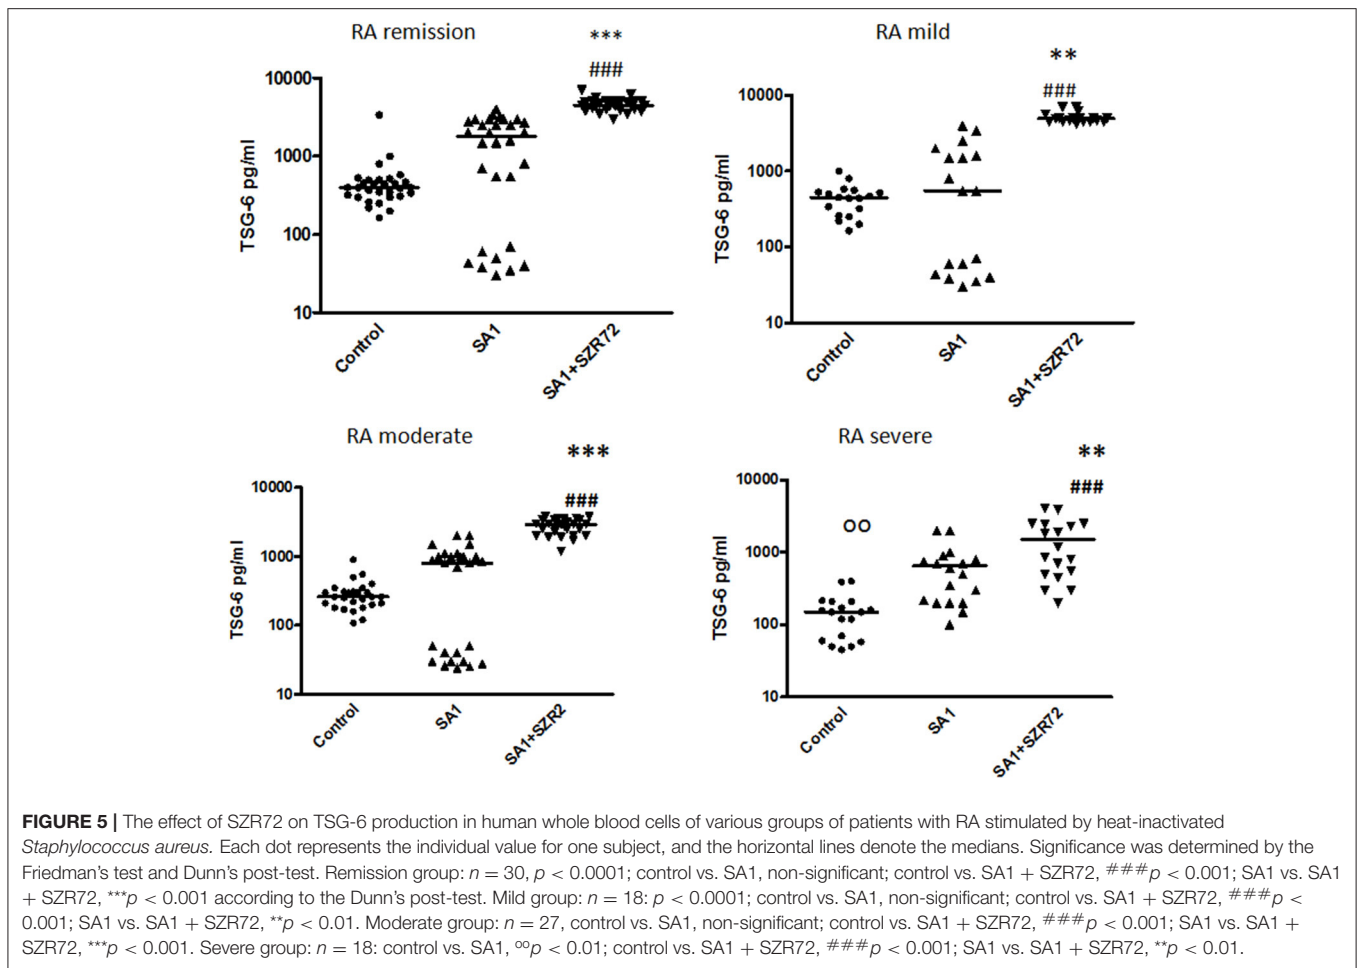 RA remission
***
###
10000
1000
100
10
TSG-6 pg/ml
Control
SA1
SA1+SZR72
RA mild
**
###
10000
1000
100
10
TSG-6 pg/ml
Control
SA1
SA1+SZR72
RA moderate
***
###
10000
1000
100
10
TSG-6 pg/ml
Control
SA1
SA1+SZR2
RA severe
**
###
OO
10000
1000
100
10
TSG-6 pg/ml
Control
SA1
SA1+SZR72
FIGURE 5 | The effect of SZR72 on TSG-6 production in human whole blood cells of various groups of patients with RA stimulated by heat-inactivated
Staphylococcus aureus. Each dot represents the individual value for one subject, and the horizontal lines denote the medians. Significance was determined by the
Friedman's test and Dunn's post-test. Remission group: n = 30, p < 0.0001; control vs. SA1, non-significant; control vs. SA1 + SZR72, ###p < 0.001; SA1 vs. SA1
+ SZR72, ***p < 0.001 according to the Dunn's post-test. Mild group: n = 18: p < 0.0001; control vs. SA1, non-significant; control vs. SA1 + SZR72, ###p <
0.001; SA1 vs. SA1 + SZR72, **p < 0.01. Moderate group: n = 27, control vs. SA1, non-significant; control vs. SA1 + SZR72, ###p < 0.001; SA1 vs. SA1 +
SZR72, ***p < 0.001. Severe group: n = 18: control vs. SA1, °°p < 0.01; control vs. SA1 + SZR72, ###p < 0.001; SA1 vs. SA1 + SZR72, **p < 0.01.